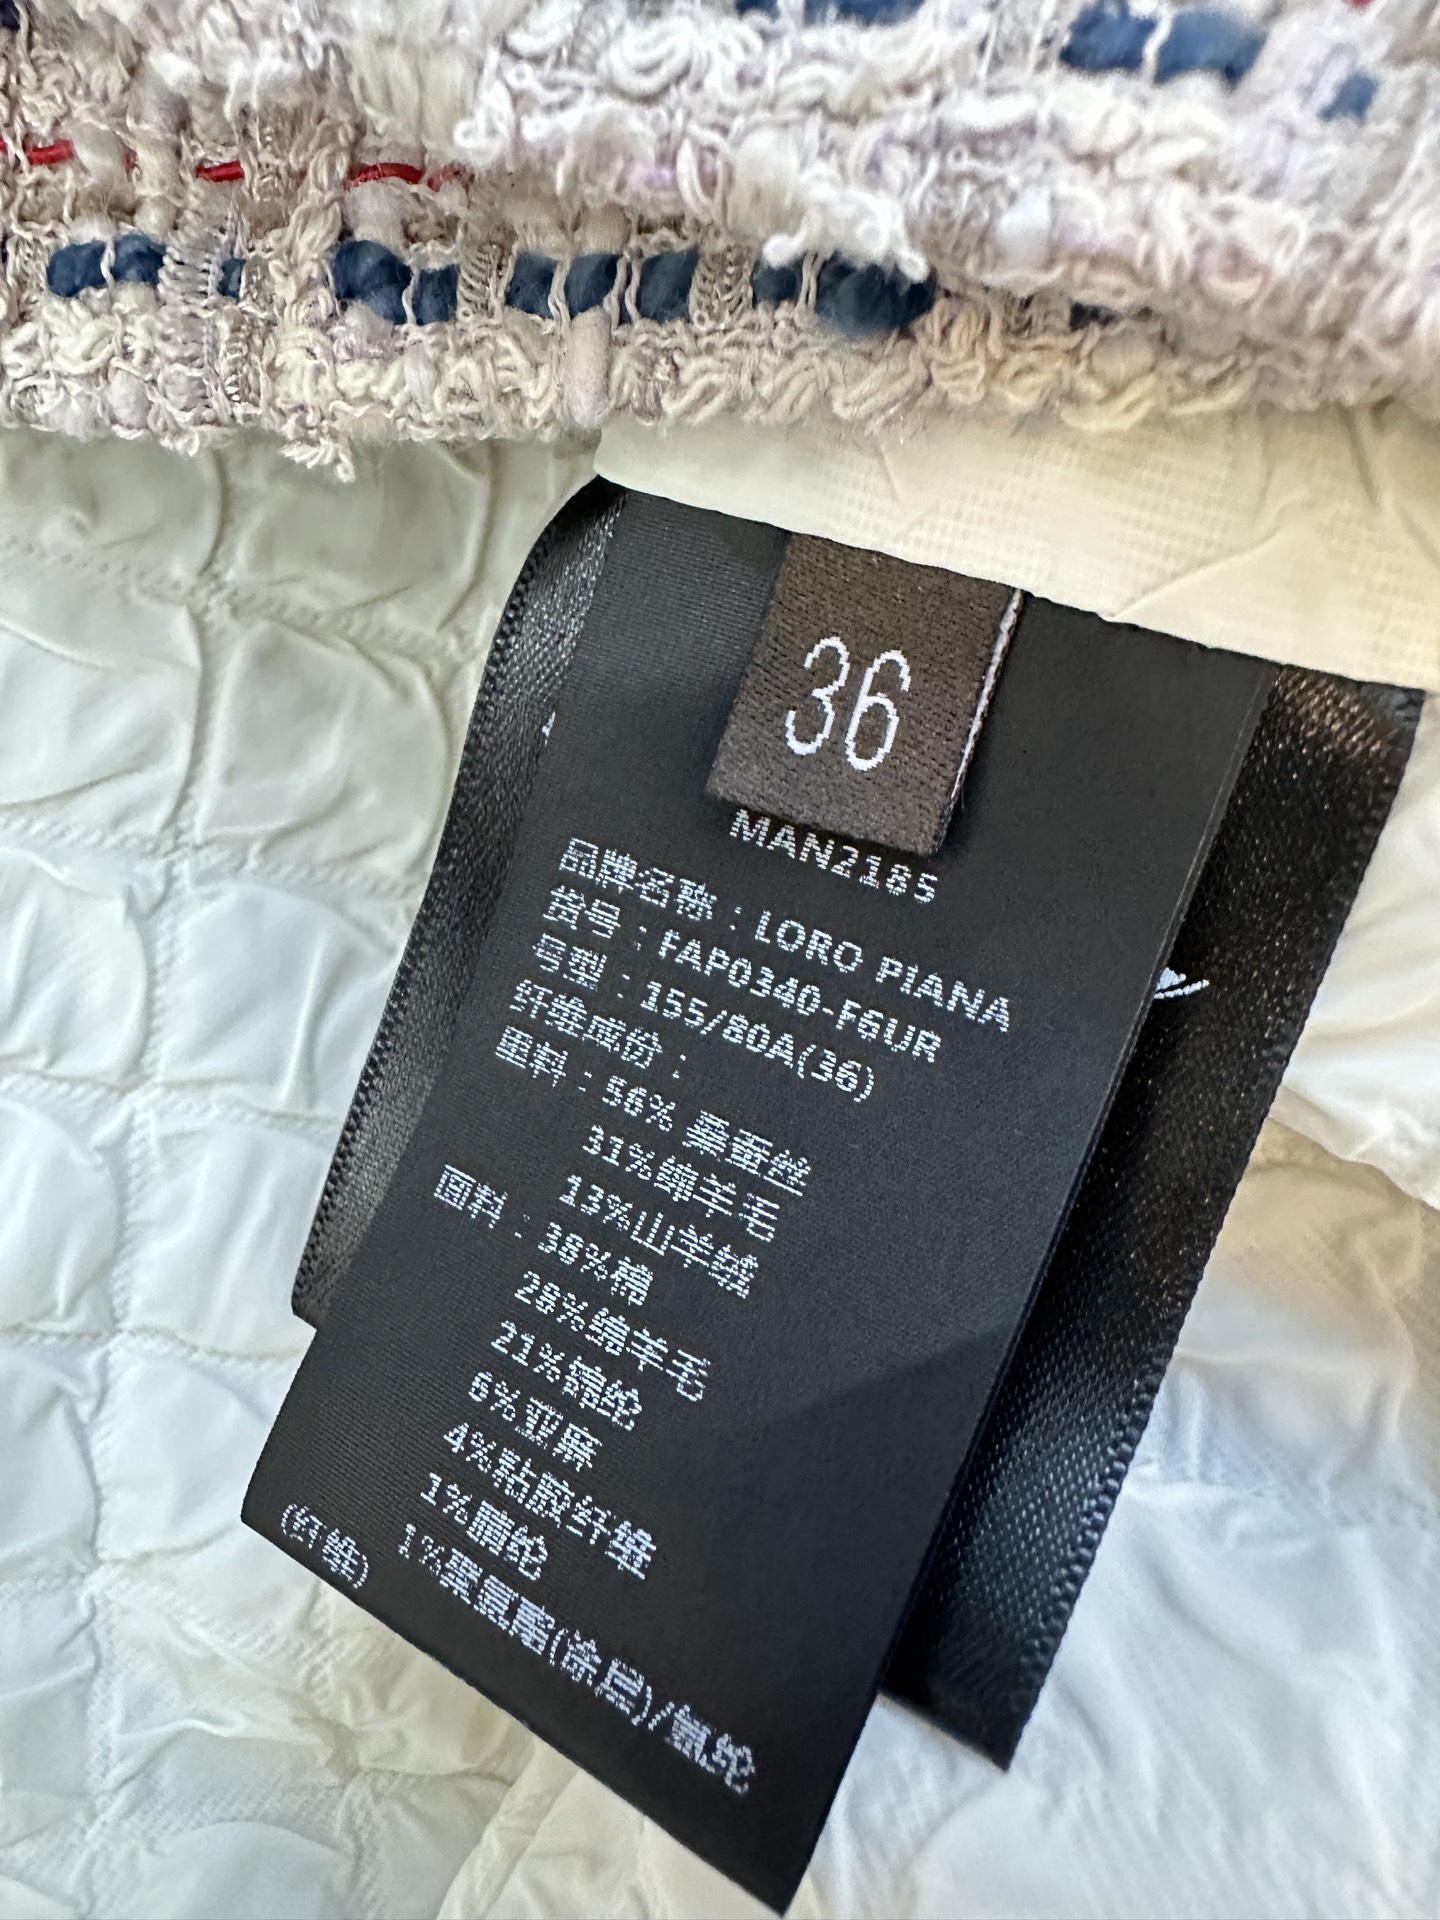 36
MAN2185
品牌名称：LORO PIANA
货号：FAP0340-F6UR
号型：155/80A(36)
纤维成份：
里料：56% 桑蚕丝
31%绵羊毛
13%山羊绒
面料：38%棉
28%绵羊毛
21%锦纶
6%亚麻
4%粘胶纤维
1%腈纶
1%聚氨酯(涂层)/氨纶
(纤维)